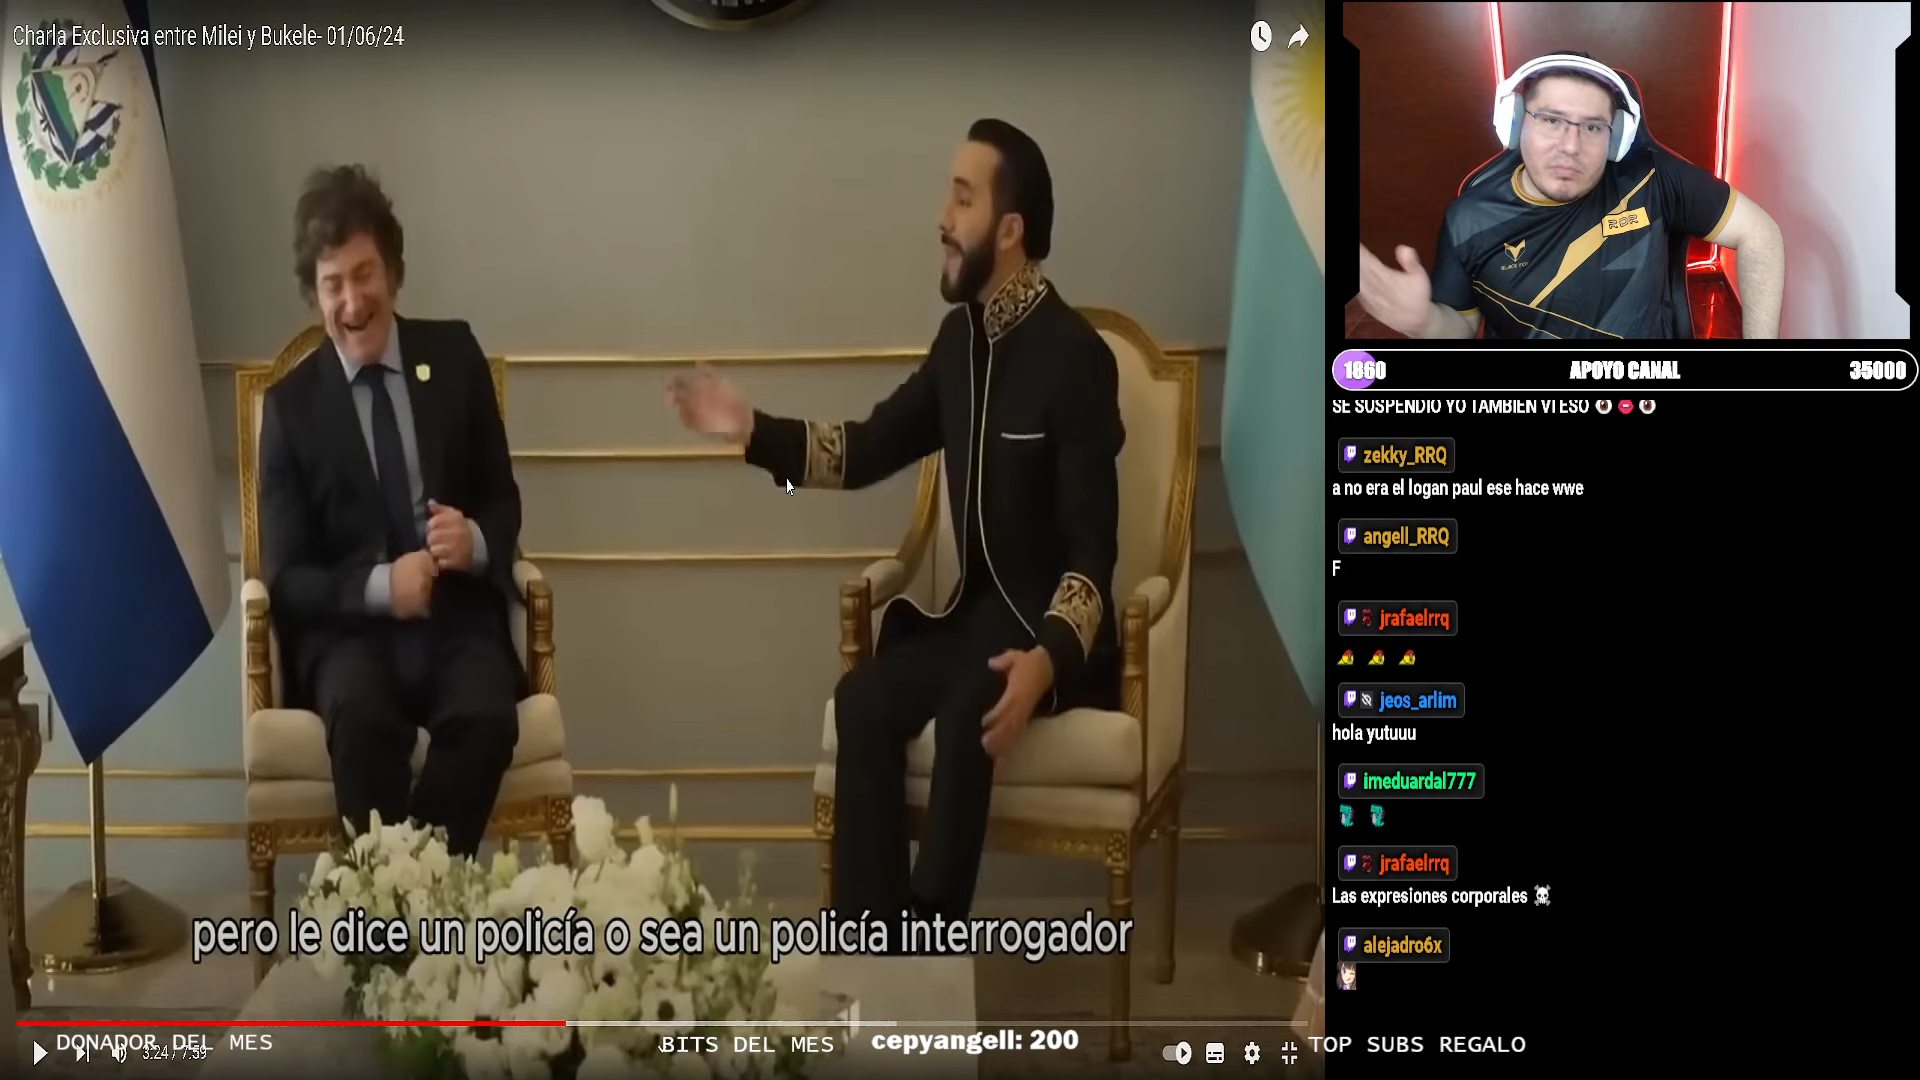 Charla Exclusiva entre Milei y Bukele- 01/06/24
pero le dice un policía o sea un policía interrogador
DONADOR DEL MES
3:24 / 7:59
BITS DEL MES
cepyangell: 200
TOP SUBS REGALO
RDR
1860
APOYO CANAL
35000
SE SUSPENDIO YO TAMBIEN VI ESO 👁️👄👁️
zekky_RRQ
a no era el logan paul ese hace wwe
angell_RRQ
F
jrafaelrrq
jeos_arlim
hola yutuuu
imeduardal777
jrafaelrrq
Las expresiones corporales ☠️
alejadro6x